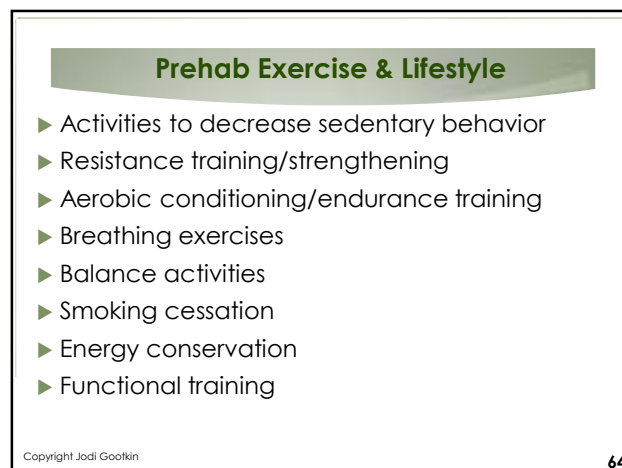 Prehab Exercise & Lifestyle
Activities to decrease sedentary behavior
Resistance training/strengthening
Aerobic conditioning/endurance training
Breathing exercises
Balance activities
Smoking cessation
Energy conservation
Functional training
Copyright Jodi Gootkin
64